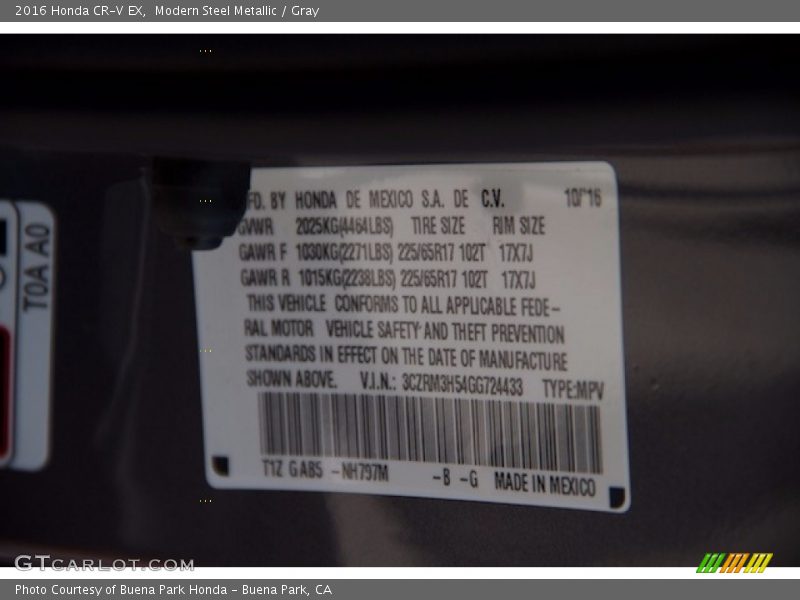 2016 Honda CR-V EX, Modern Steel Metallic / Gray
FD. BY HONDA DE MEXICO S.A. DE C.V. 10/'16
GVWR 2025KG(4464LBS) TIRE SIZE RIM SIZE
GAWR F 1030KG(2271LBS) 225/65R17 102T 17X7J
GAWR R 1015KG(2238LBS) 225/65R17 102T 17X7J
THIS VEHICLE CONFORMS TO ALL APPLICABLE FEDE-
RAL MOTOR VEHICLE SAFETY AND THEFT PREVENTION
STANDARDS IN EFFECT ON THE DATE OF MANUFACTURE
SHOWN ABOVE. V.I.N.: 3CZRM3H54GG724433 TYPE:MPV
T1Z GAB5 -NH797M -B -G MADE IN MEXICO
T0A A0
GTCARLOT.COM
Photo Courtesy of Buena Park Honda - Buena Park, CA